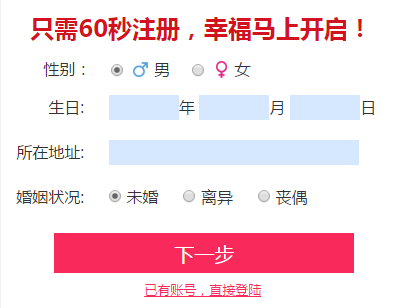 只需60秒注册，幸福马上开启！
性别： 男 女
生日: 年 月 日
所在地址:
婚姻状况: 未婚 离异 丧偶
下一步
已有账号，直接登陆